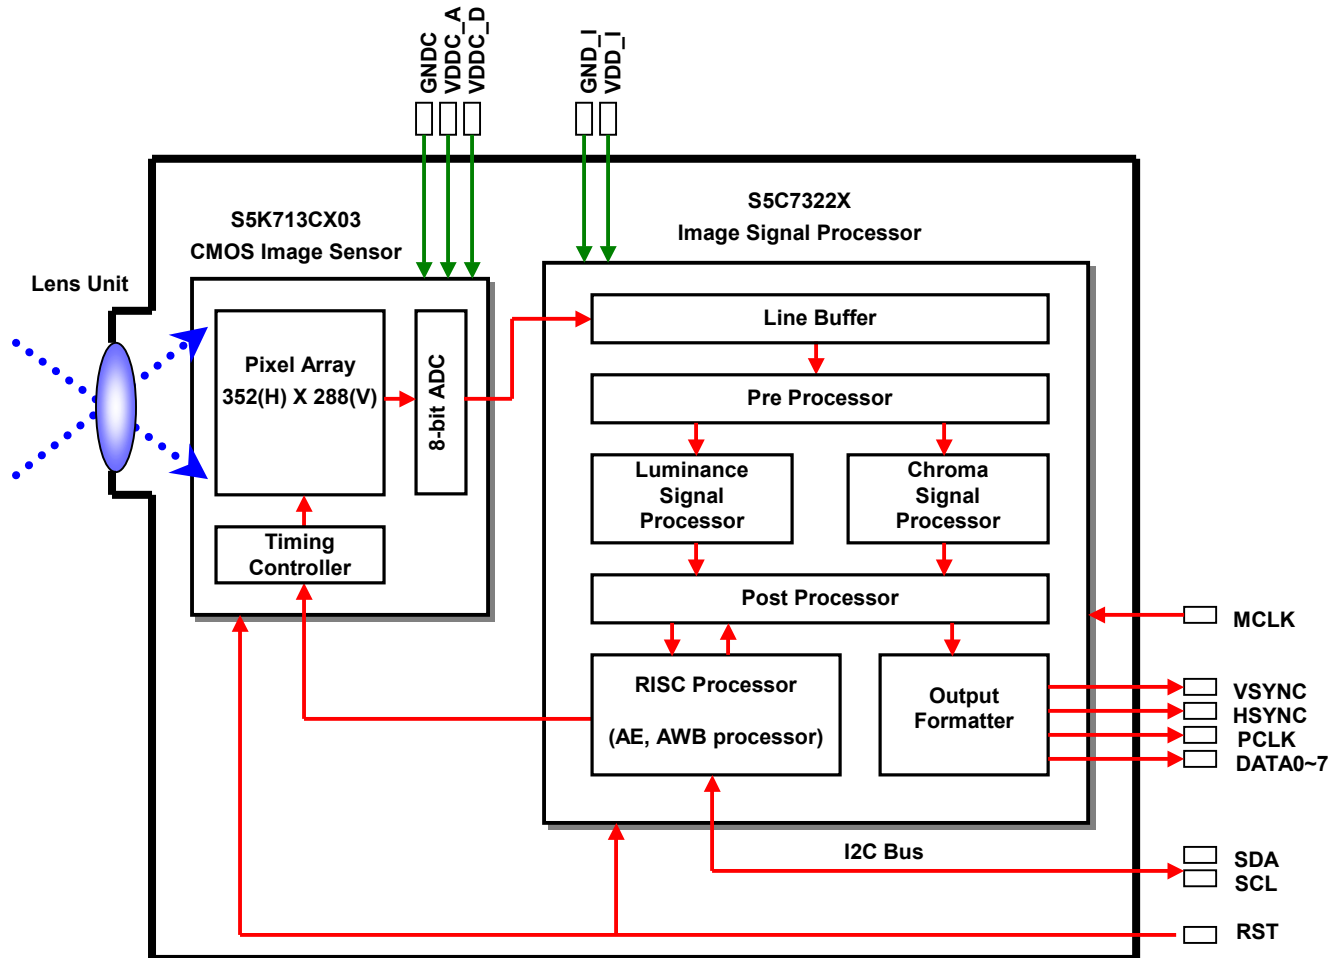 GNDC
VDDC_A
VDDC_D
GND_I
VDD_I
S5K713CX03
CMOS Image Sensor
S5C7322X
Image Signal Processor
Lens Unit
Pixel Array
352(H) X 288(V)
8-bit ADC
Timing
Controller
Line Buffer
Pre Processor
Luminance
Signal
Processor
Chroma
Signal
Processor
Post Processor
RISC Processor
(AE, AWB processor)
Output
Formatter
MCLK
VSYNC
HSYNC
PCLK
DATA0~7
I2C Bus
SDA
SCL
RST